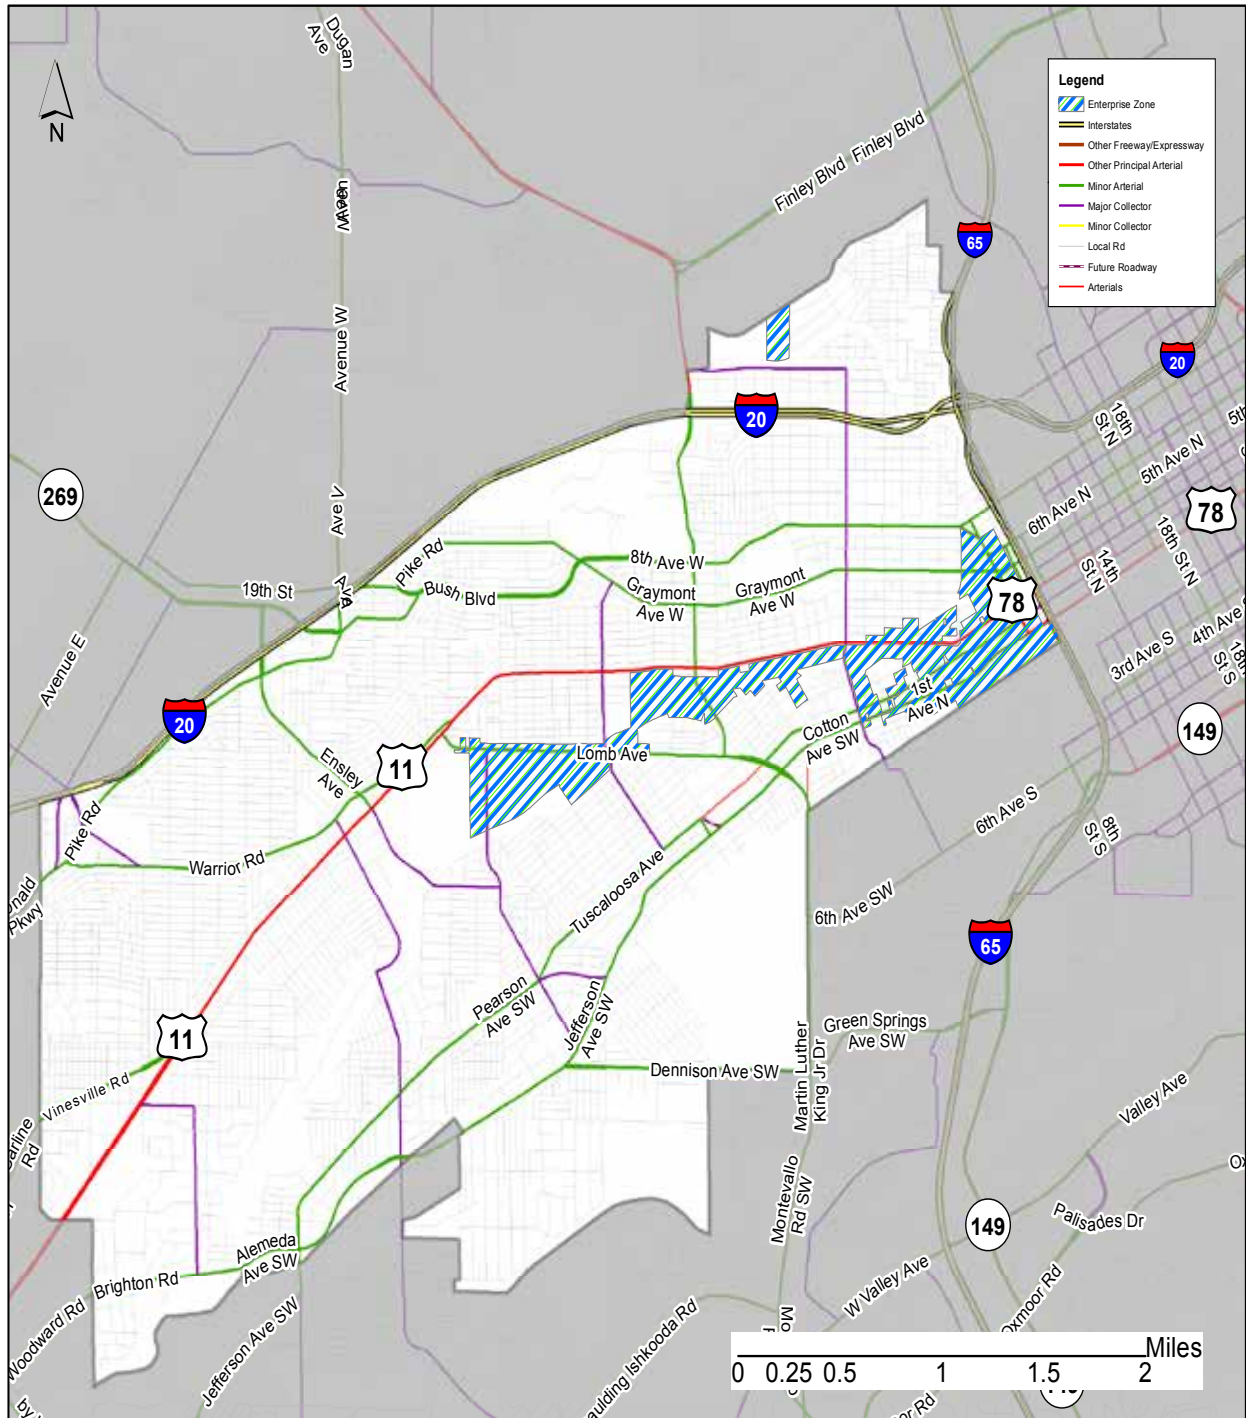 Dugan
Ave
N
Legend
Enterprise Zone
Interstates
Other Freeway/Expressway
Other Principal Arterial
Minor Arterial
Major Collector
Minor Collector
Local Rd
Future Roadway
Arterials
Finley Blvd
Finley Blvd
65
20
Avenue W
20
18th
St N
5th Ave N
6th Ave N
78
269
Ave V
18th St N
14th
St N
Pike Rd
8th Ave W
19th St
Ave
Bush Blvd
Graymont
Ave W
Graymont
Ave W
78
Avenue E
3rd Ave S
4th Ave S
18th
St S
1st
Ave N
20
149
Cotton
Ave SW
Lomb Ave
Ensley
Ave
11
6th Ave S
8th
St S
Pike Rd
Warrior Rd
Tuscaloosa Ave
Pkwy
6th Ave SW
65
Pearson
Ave SW
Jefferson
Ave SW
Green Springs
Ave SW
11
Martin Luther
King Jr Dr
Dennison Ave SW
Vinesville Rd
Valley Ave
Rd
Montevallo
Rd SW
149
Palisades Dr
Alemeda
Ave SW
Brighton Rd
W Valley Ave
Oxmoor Rd
Woodward Rd
Jefferson Ave SW
Ishkooda Rd
Miles
0 0.25 0.5 1 1.5 2